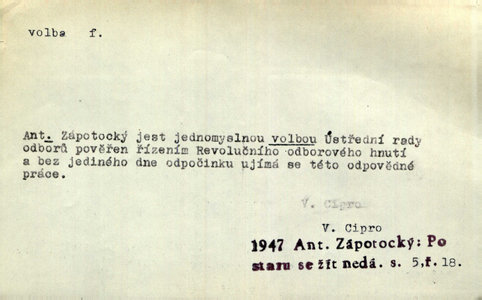 volba f.
Ant. Zápotocký jest jednomyslnou volbou Ústřední rady
odborů pověřen řízením Revolučního odborového hnutí
a bez jediného dne odpočinku ujímá se této odpovědné
práce.
V. Cipro
V. Cipro
1947 Ant. Zápotocký: Po
staru se žít nedá. s. 5, ř. 18.